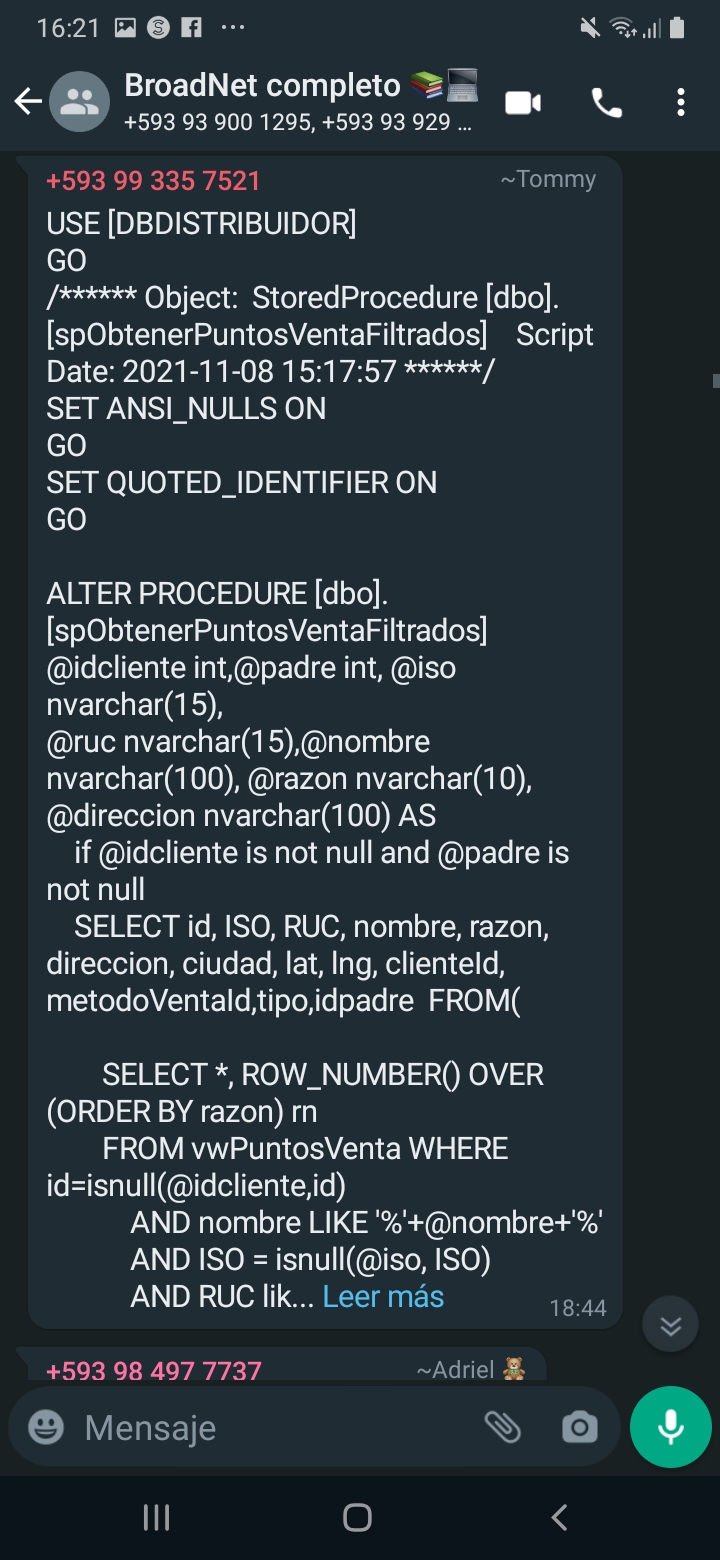 16:21
BroadNet completo 📚💻
+593 93 900 1295, +593 93 929 ...
+593 99 335 7521 ~Tommy
USE [DBDISTRIBUIDOR]
GO
/****** Object:  StoredProcedure [dbo].
[spObtenerPuntosVentaFiltrados]    Script
Date: 2021-11-08 15:17:57 ******/
SET ANSI_NULLS ON
GO
SET QUOTED_IDENTIFIER ON
GO
ALTER PROCEDURE [dbo].
[spObtenerPuntosVentaFiltrados]
@idcliente int,@padre int, @iso
nvarchar(15),
@ruc nvarchar(15),@nombre
nvarchar(100), @razon nvarchar(10),
@direccion nvarchar(100) AS
if @idcliente is not null and @padre is
not null
SELECT id, ISO, RUC, nombre, razon,
direccion, ciudad, lat, lng, clienteId,
metodoVentaId,tipo,idpadre  FROM(
SELECT *, ROW_NUMBER() OVER
(ORDER BY razon) rn
FROM vwPuntosVenta WHERE
id=isnull(@idcliente,id)
AND nombre LIKE '%'+@nombre+'%'
AND ISO = isnull(@iso, ISO)
AND RUC lik... Leer más
18:44
+593 98 497 7737 ~Adriel 🧸
Mensaje